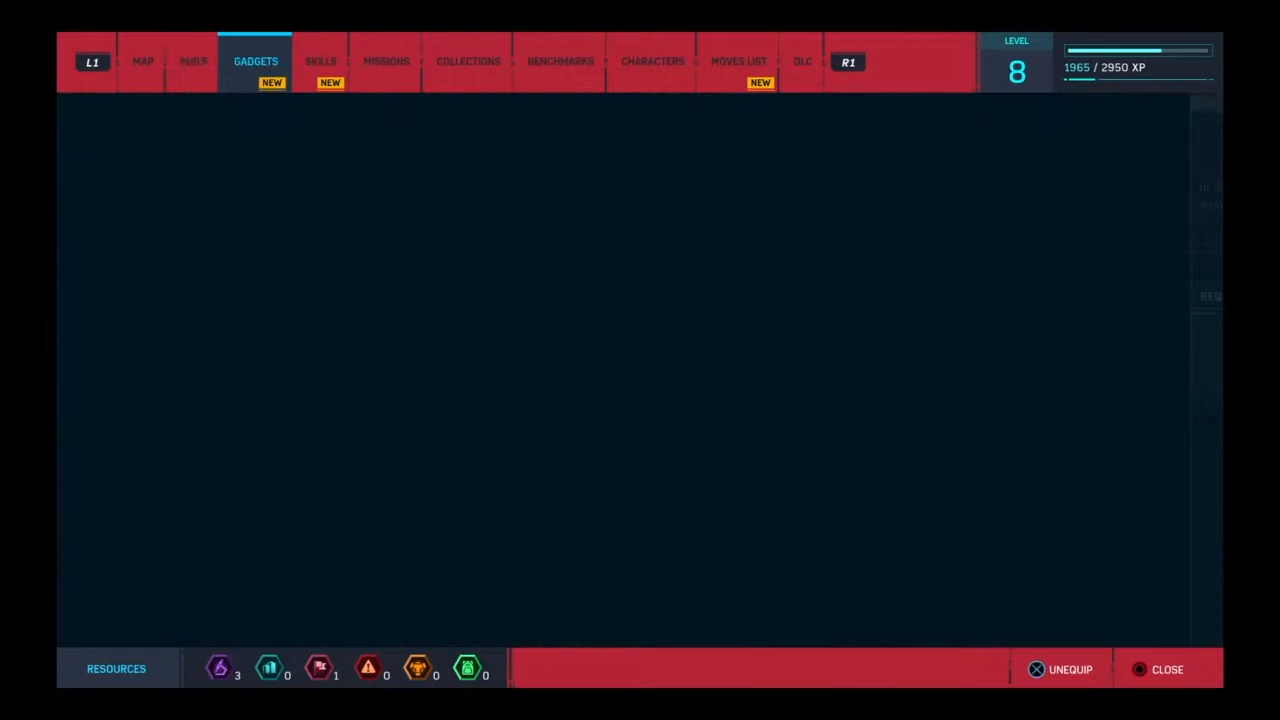 L1 MAP GADGETS SKILLS MISSIONS COLLECTIONS BENCHMARKS CHARACTERS MOVES LIST DLC R1
NEW NEW NEW
LEVEL
8
1965 / 2950 XP
REQ
RESOURCES 3 0 1 0 0 0 UNEQUIP CLOSE